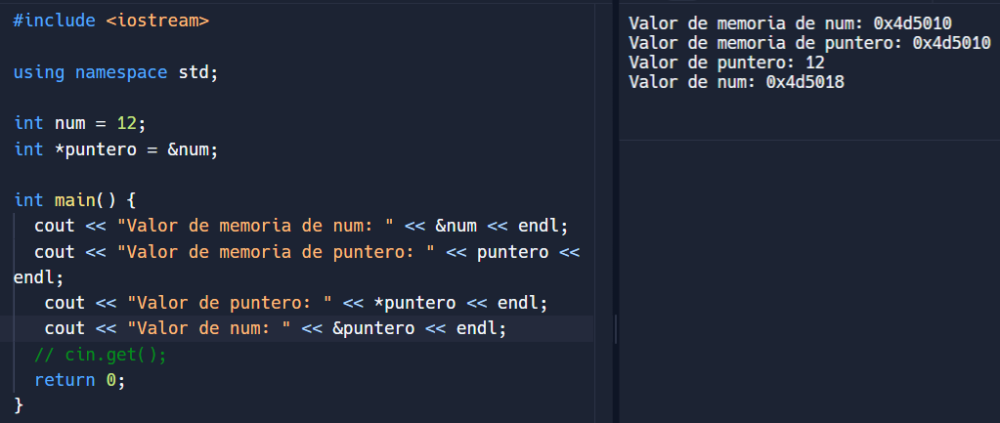 #include <iostream>
using namespace std;
int num = 12;
int *puntero = &num;
int main() {
cout << "Valor de memoria de num: " << &num << endl;
cout << "Valor de memoria de puntero: " << puntero <<
endl;
cout << "Valor de puntero: " << *puntero << endl;
cout << "Valor de num: " << &puntero << endl;
// cin.get();
return 0;
}
Valor de memoria de num: 0x4d5010
Valor de memoria de puntero: 0x4d5010
Valor de puntero: 12
Valor de num: 0x4d5018